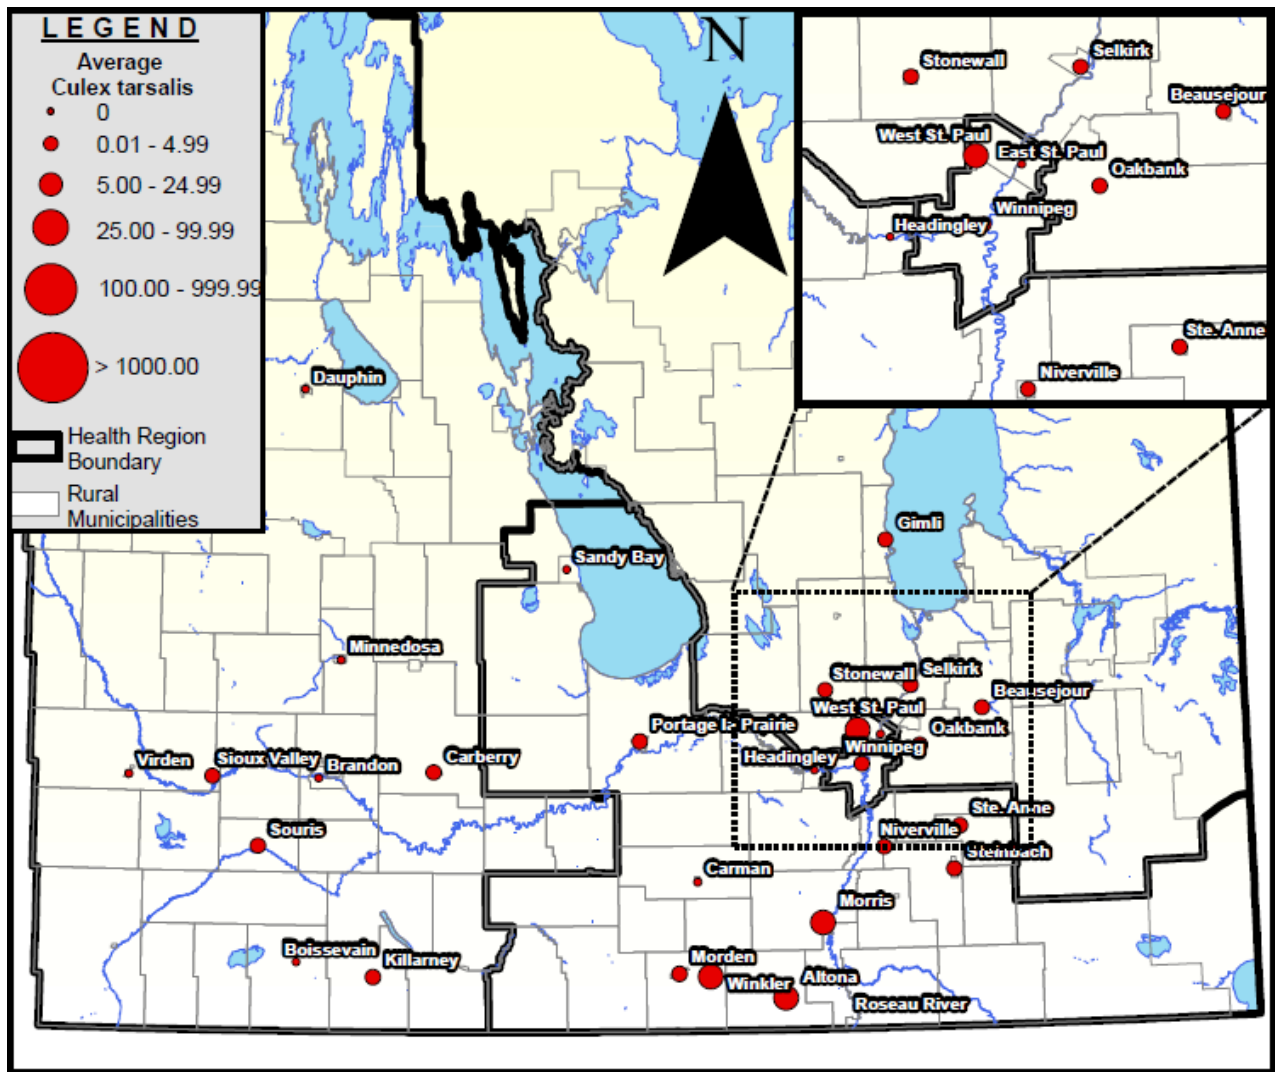 LEGEND
Average
Culex tarsalis
0
0.01 - 4.99
5.00 - 24.99
25.00 - 99.99
100.00 - 999.99
> 1000.00
Health Region
Boundary
Rural
Municipalities
N
Stonewall
Selkirk
Beausejour
West St. Paul
East St. Paul
Oakbank
Winnipeg
Headingley
Ste. Anne
Niverville
Dauphin
Gimli
Sandy Bay
Minnedosa
Stonewall
Selkirk
Beausejour
West St. Paul
Portage la Prairie
Oakbank
Winnipeg
Headingley
Virden
Sioux Valley
Brandon
Carberry
Ste. Anne
Souris
Niverville
Steinbach
Carman
Morris
Boissevain
Killarney
Morden
Winkler
Altona
Roseau River